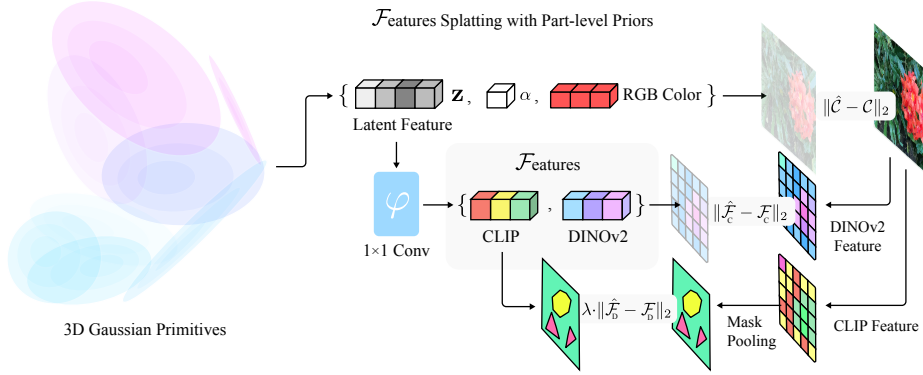 ℱeatures Splatting with Part-level Priors
{ 𝐙 , α , RGB Color }
Latent Feature
‖𝒞̂ − 𝒞‖₂
ℱeatures
φ
{ , }
CLIP DINOv2
1×1 Conv
‖ℱ̂_C − ℱ_C‖₂
DINOv2
Feature
3D Gaussian Primitives
λ·‖ℱ̂_D − ℱ_D‖₂
Mask
Pooling
CLIP Feature